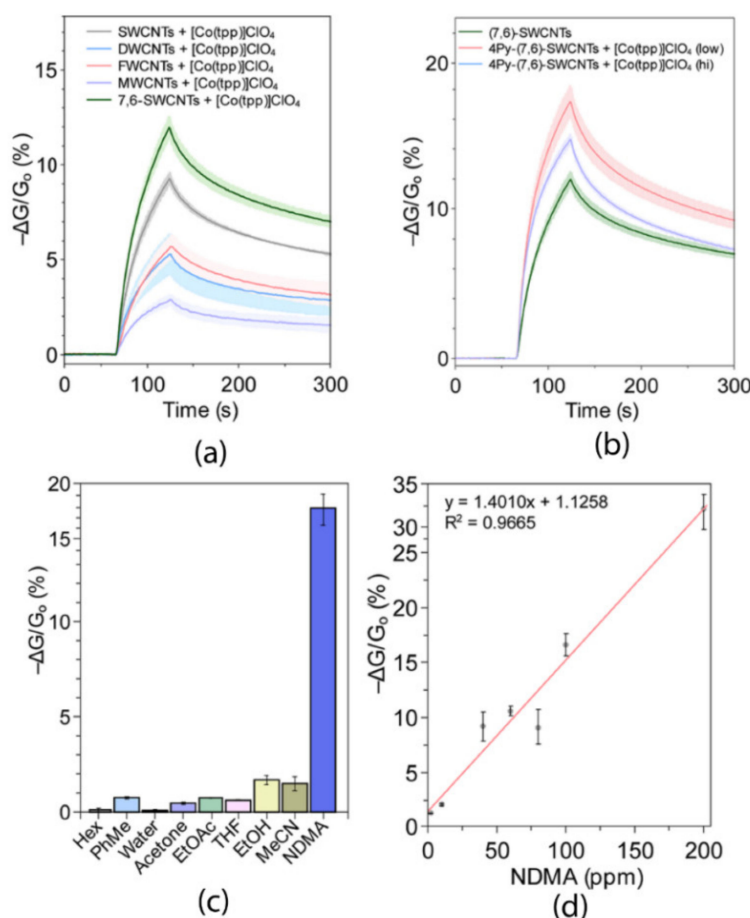 SWCNTs + [Co(tpp)]ClO₄
DWCNTs + [Co(tpp)]ClO₄
FWCNTs + [Co(tpp)]ClO₄
MWCNTs + [Co(tpp)]ClO₄
7,6-SWCNTs + [Co(tpp)]ClO₄
−ΔG/Gₒ (%)
15
10
5
0
0
100
200
300
Time (s)
(a)
(7,6)-SWCNTs
4Py-(7,6)-SWCNTs + [Co(tpp)]ClO₄ (low)
4Py-(7,6)-SWCNTs + [Co(tpp)]ClO₄ (hi)
−ΔG/Gₒ (%)
20
10
0
0
100
200
300
Time (s)
(b)
−ΔG/Gₒ (%)
20
15
10
5
0
Hex
PhMe
Water
Acetone
EtOAc
THF
EtOH
MeCN
NDMA
(c)
y = 1.4010x + 1.1258
R² = 0.9665
−ΔG/Gₒ (%)
35
30
25
20
15
10
5
0
0
50
100
150
200
NDMA (ppm)
(d)